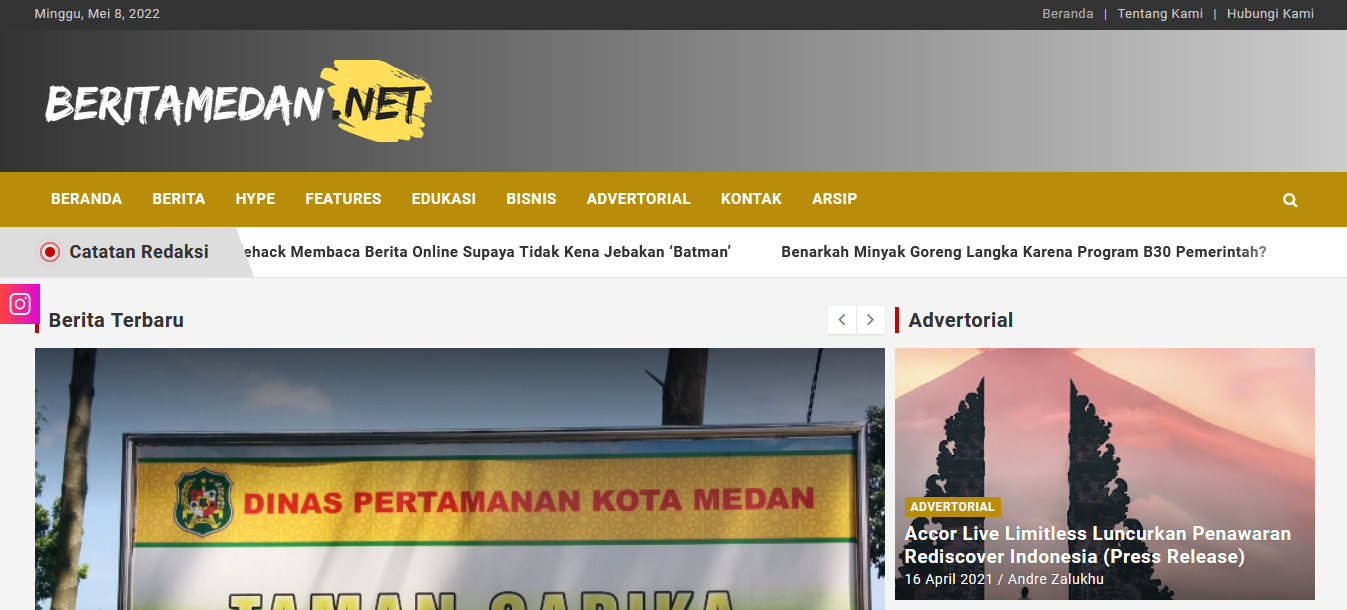 Minggu, Mei 8, 2022
Beranda | Tentang Kami | Hubungi Kami
BERITAMEDAN.NET
BERANDA BERITA HYPE FEATURES EDUKASI BISNIS ADVERTORIAL KONTAK ARSIP
Catatan Redaksi
Membaca Berita Online Supaya Tidak Kena Jebakan ‘Batman’
Benarkah Minyak Goreng Langka Karena Program B30 Pemerintah?
Berita Terbaru
Advertorial
DINAS PERTAMANAN KOTA MEDAN
TAMAN
ADVERTORIAL
Accor Live Limitless Luncurkan Penawaran
Rediscover Indonesia (Press Release)
16 April 2021 / Andre Zalukhu